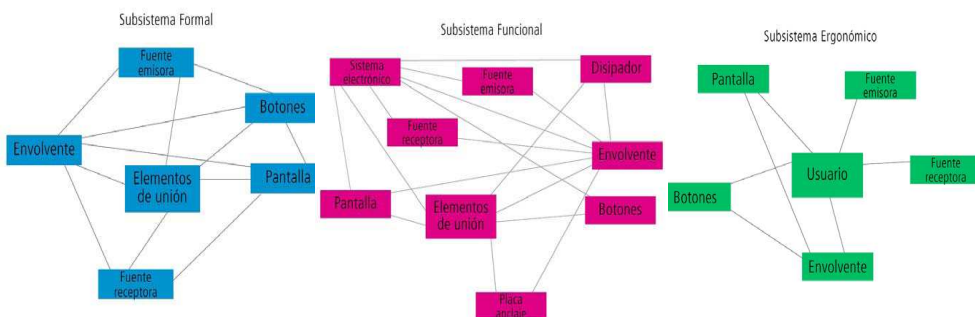 Subsistema Formal
Fuente
emisora
Botones
Envolvente
Elementos
de unión
Pantalla
Fuente
receptora
Subsistema Funcional
Sistema
electrónico
Fuente
emisora
Disipador
Fuente
receptora
Envolvente
Pantalla
Elementos
de unión
Botones
Placa
anclaje
Subsistema Ergonómico
Pantalla
Fuente
emisora
Usuario
Fuente
receptora
Botones
Envolvente